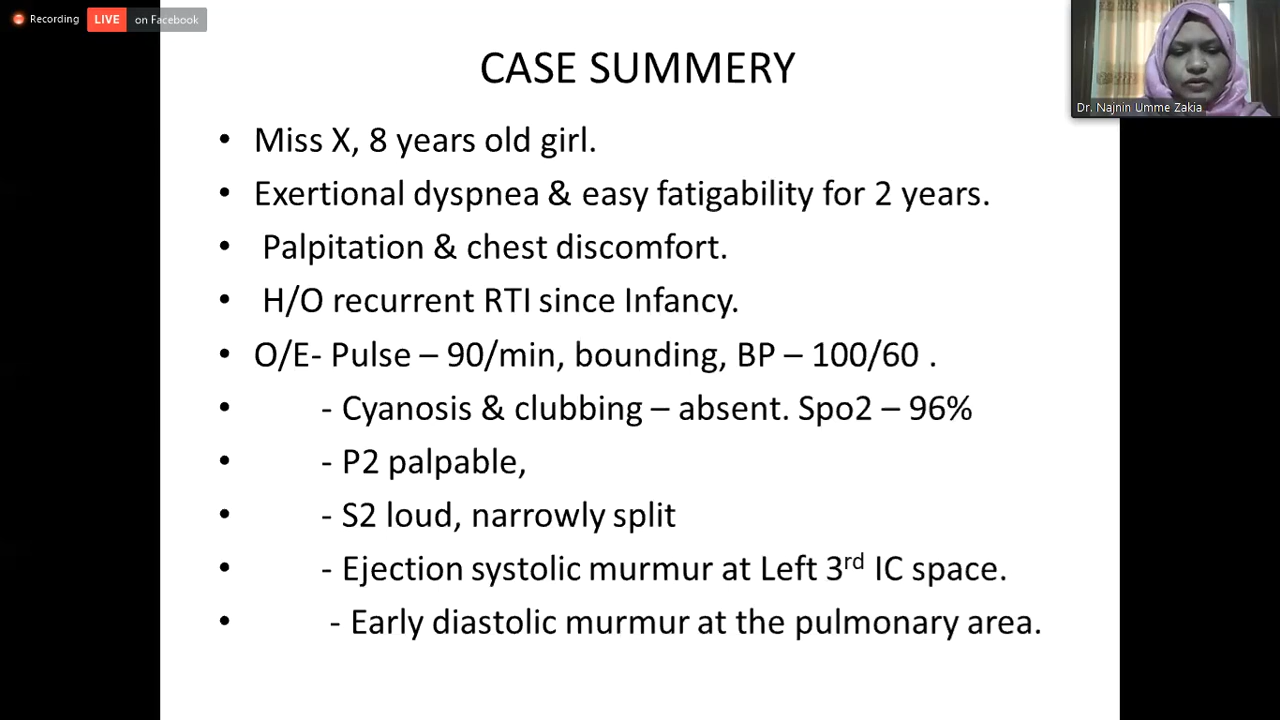 Recording LIVE on Facebook
Dr. Najnin Umme Zakia
CASE SUMMERY
• Miss X, 8 years old girl.
• Exertional dyspnea & easy fatigability for 2 years.
• Palpitation & chest discomfort.
• H/O recurrent RTI since Infancy.
• O/E- Pulse – 90/min, bounding, BP – 100/60 .
• - Cyanosis & clubbing – absent. Spo2 – 96%
• - P2 palpable,
• - S2 loud, narrowly split
• - Ejection systolic murmur at Left 3rd IC space.
• - Early diastolic murmur at the pulmonary area.